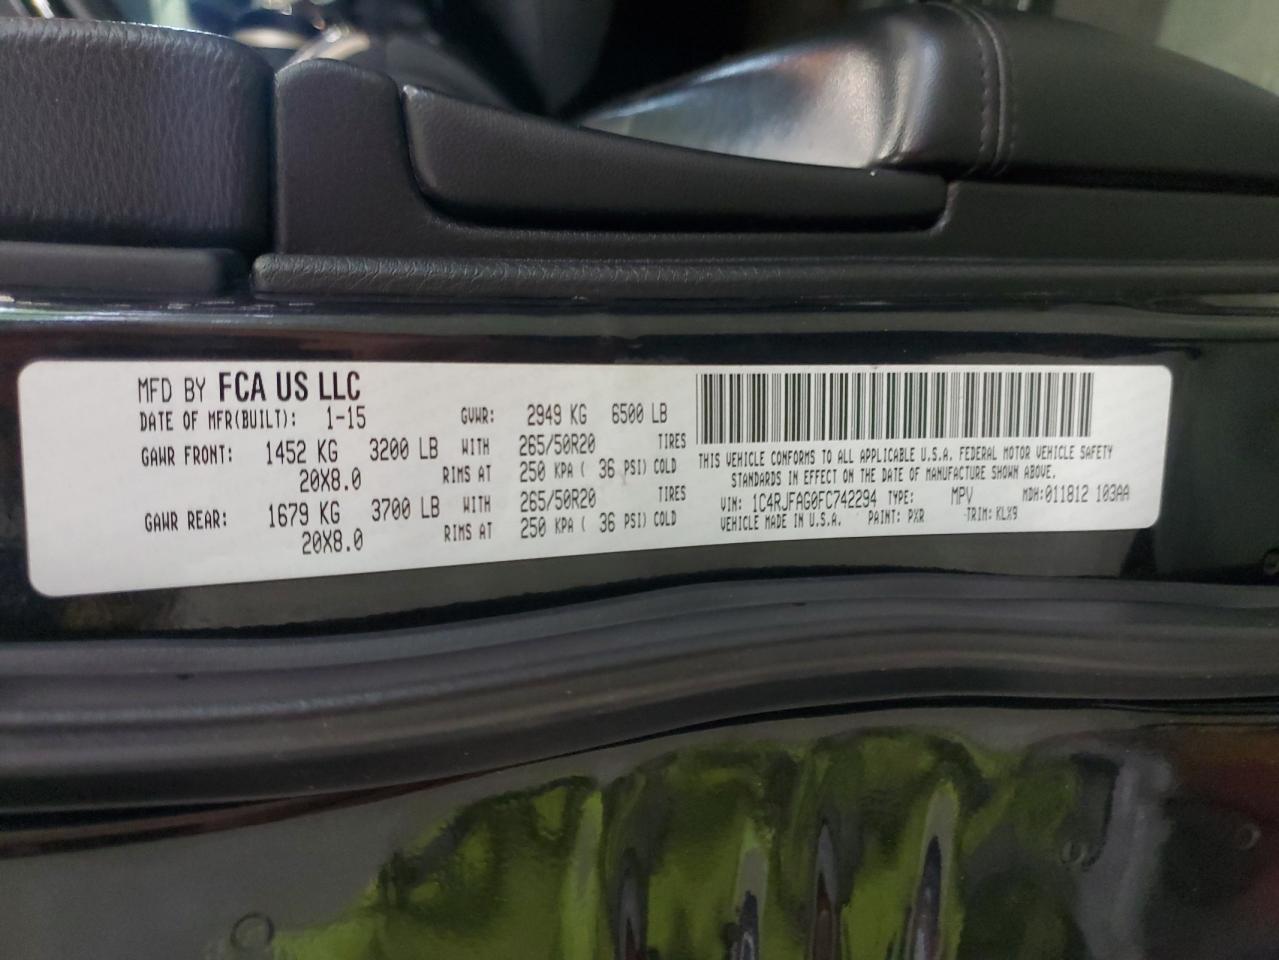 MFD BY FCA US LLC
DATE OF MFR(BUILT): 1-15 GVWR: 2949 KG 6500 LB
GAWR FRONT: 1452 KG 3200 LB WITH 265/50R20 TIRES
20X8.0 RIMS AT 250 KPA ( 36 PSI) COLD
GAWR REAR: 1679 KG 3700 LB WITH 265/50R20 TIRES
20X8.0 RIMS AT 250 KPA ( 36 PSI) COLD
THIS VEHICLE CONFORMS TO ALL APPLICABLE U.S.A. FEDERAL MOTOR VEHICLE SAFETY
STANDARDS IN EFFECT ON THE DATE OF MANUFACTURE SHOWN ABOVE.
VIN: 1C4RJFAG0FC742294 TYPE: MPV MDH:011812 103AA
VEHICLE MADE IN U.S.A. PAINT: PXR TRIM: KLX9